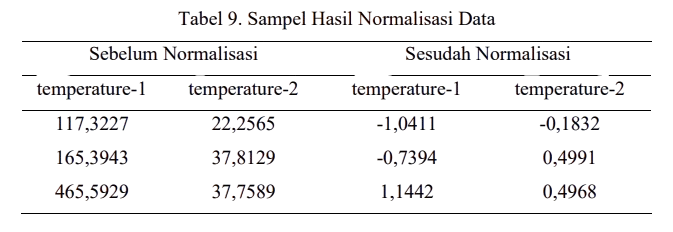 Tabel 9. Sampel Hasil Normalisasi Data
Sebelum Normalisasi Sesudah Normalisasi
temperature-1 temperature-2 temperature-1 temperature-2
117,3227 22,2565 -1,0411 -0,1832
165,3943 37,8129 -0,7394 0,4991
465,5929 37,7589 1,1442 0,4968